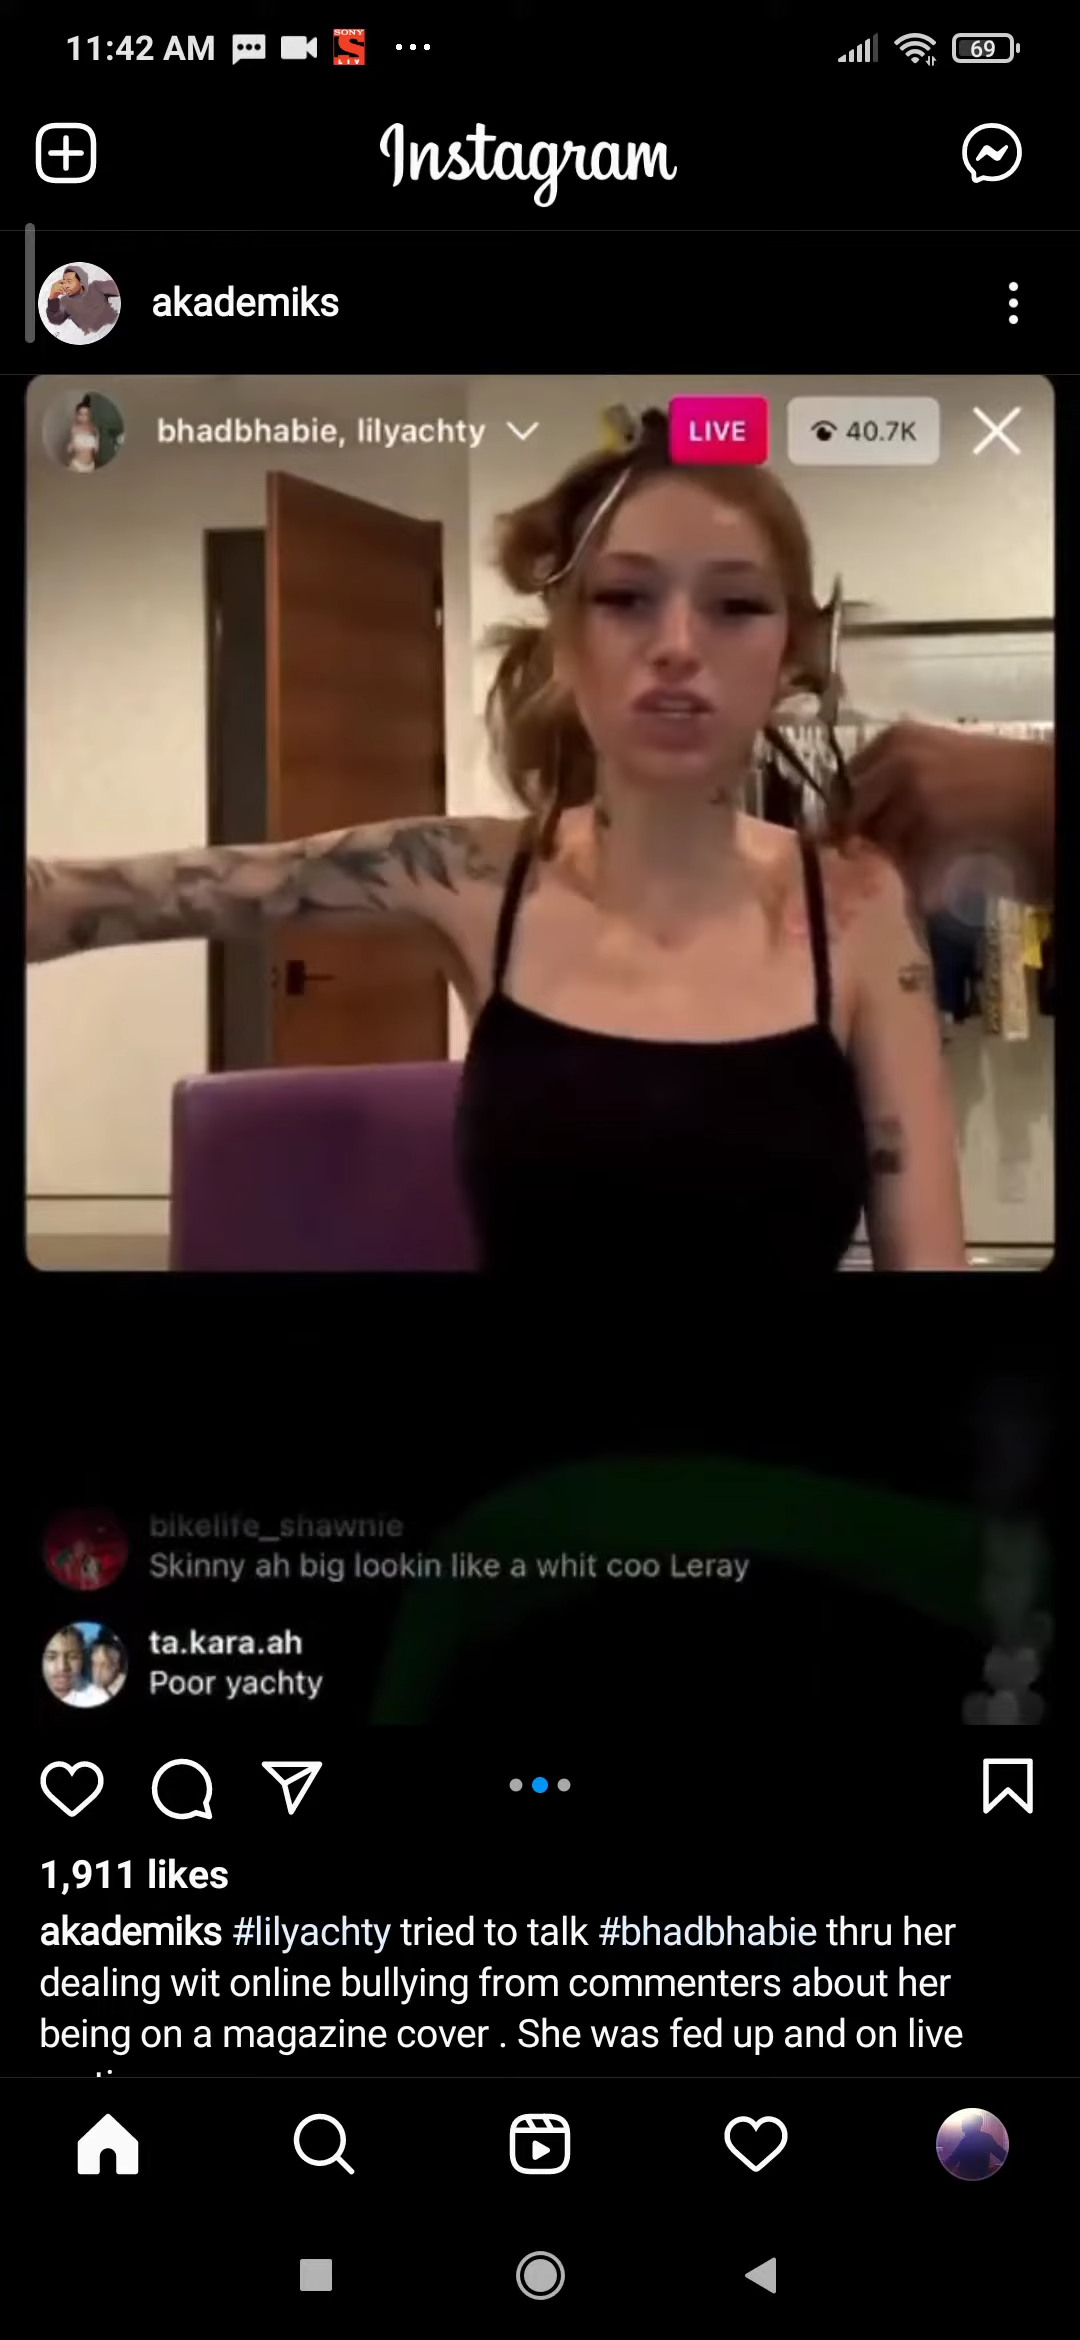 11:42 AM
SONY
LIV
69
Instagram
akademiks
bhadbhabie, lilyachty
LIVE
40.7K
bikelife_shawnie
Skinny ah big lookin like a whit coo Leray
ta.kara.ah
Poor yachty
1,911 likes
akademiks #lilyachty tried to talk #bhadbhabie thru her
dealing wit online bullying from commenters about her
being on a magazine cover . She was fed up and on live